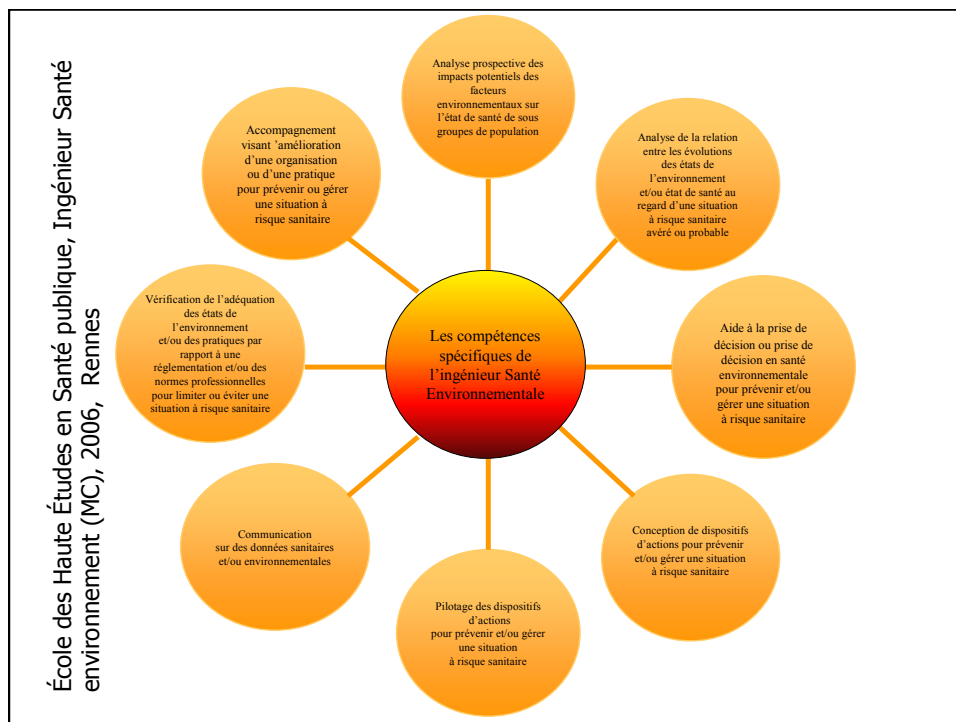 École des Haute Études en Santé publique, Ingénieur Santé
environnement (MC), 2006, Rennes
Analyse prospective des
impacts potentiels des
facteurs
environnementaux sur
l’état de santé de sous
groupes de population
Analyse de la relation
entre les évolutions
des états de
l’environnement
et/ou état de santé au
regard d’une situation
à risque sanitaire
avéré ou probable
Aide à la prise de
décision ou prise de
décision en santé
environnementale
pour prévenir et/ou
gérer une situation
à risque sanitaire
Conception de dispositifs
d’actions pour prévenir
et/ou gérer une situation
à risque sanitaire
Pilotage des dispositifs
d’actions
pour prévenir et/ou gérer
une situation
à risque sanitaire
Communication
sur des données sanitaires
et/ou environnementales
Vérification de l’adéquation
des états de
l’environnement
et/ou des pratiques par
rapport à une
réglementation et/ou des
normes professionnelles
pour limiter ou éviter une
situation à risque sanitaire
Accompagnement
visant ’amélioration
d’une organisation
ou d’une pratique
pour prévenir ou gérer
une situation à
risque sanitaire
Les compétences
spécifiques de
l’ingénieur Santé
Environnementale